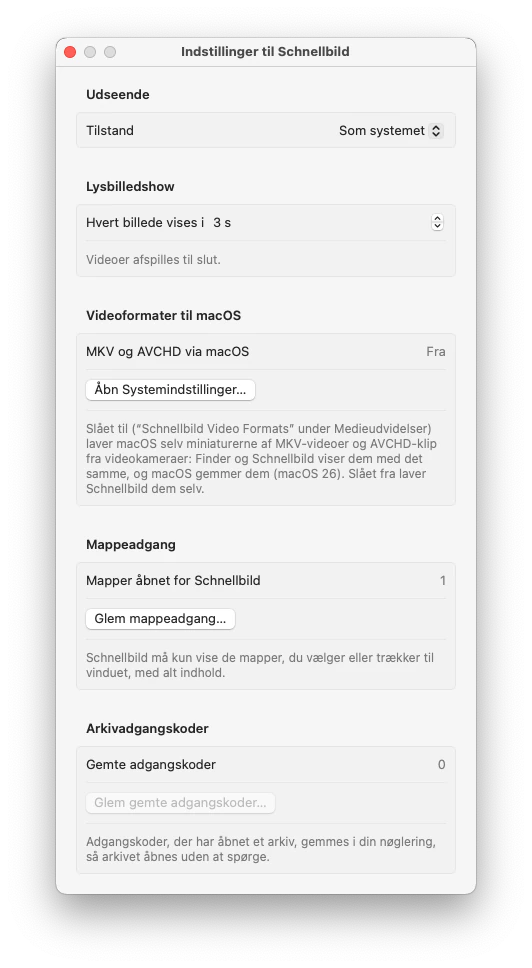 Indstillinger til Schnellbild
Udseende
Tilstand Som systemet
Lysbilledshow
Hvert billede vises i 3 s
Videoer afspilles til slut.
Videoformater til macOS
MKV og AVCHD via macOS Fra
Åbn Systemindstillinger...
Slået til (“Schnellbild Video Formats” under Medieudvidelser)
laver macOS selv miniaturerne af MKV-videoer og AVCHD-klip
fra videokameraer: Finder og Schnellbild viser dem med det
samme, og macOS gemmer dem (macOS 26). Slået fra laver
Schnellbild dem selv.
Mappeadgang
Mapper åbnet for Schnellbild 1
Glem mappeadgang...
Schnellbild må kun vise de mapper, du vælger eller trækker til
vinduet, med alt indhold.
Arkivadgangskoder
Gemte adgangskoder 0
Glem gemte adgangskoder...
Adgangskoder, der har åbnet et arkiv, gemmes i din nøglering,
så arkivet åbnes uden at spørge.